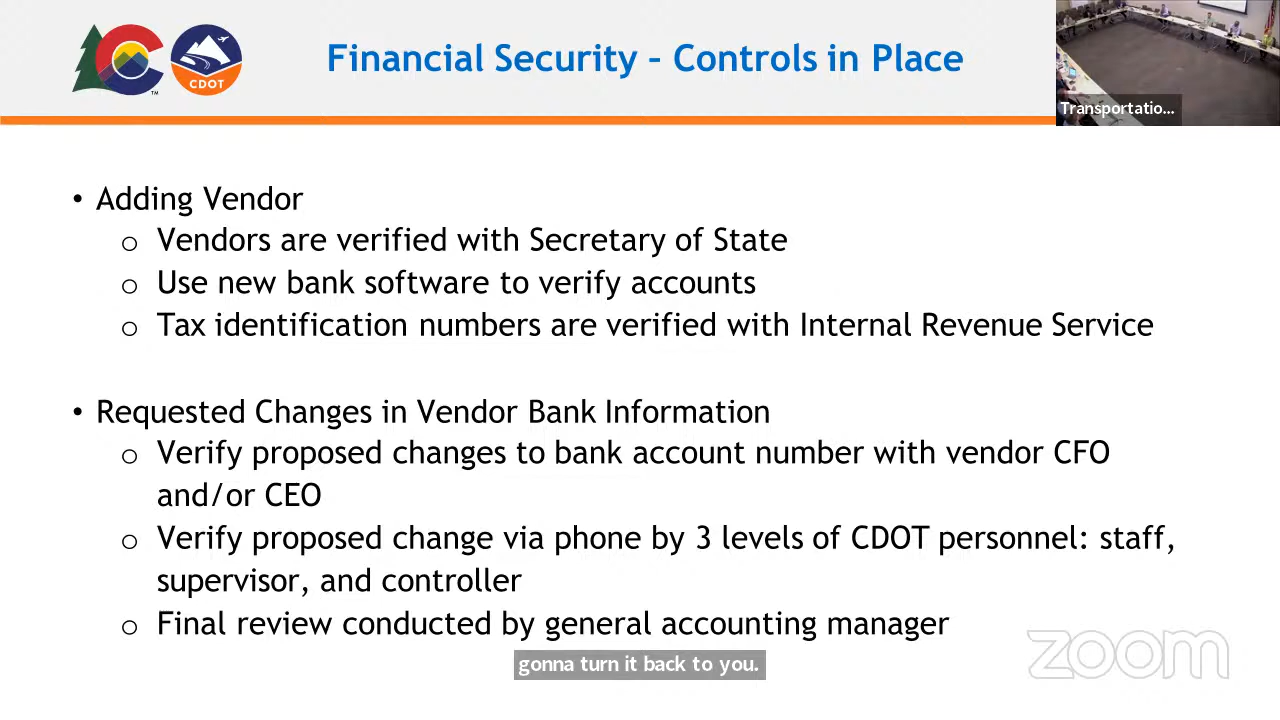 Financial Security – Controls in Place
CDOT
TM
Transportatio...
• Adding Vendor
o Vendors are verified with Secretary of State
o Use new bank software to verify accounts
o Tax identification numbers are verified with Internal Revenue Service
• Requested Changes in Vendor Bank Information
o Verify proposed changes to bank account number with vendor CFO
and/or CEO
o Verify proposed change via phone by 3 levels of CDOT personnel: staff,
supervisor, and controller
o Final review conducted by general accounting manager
gonna turn it back to you.
zoom